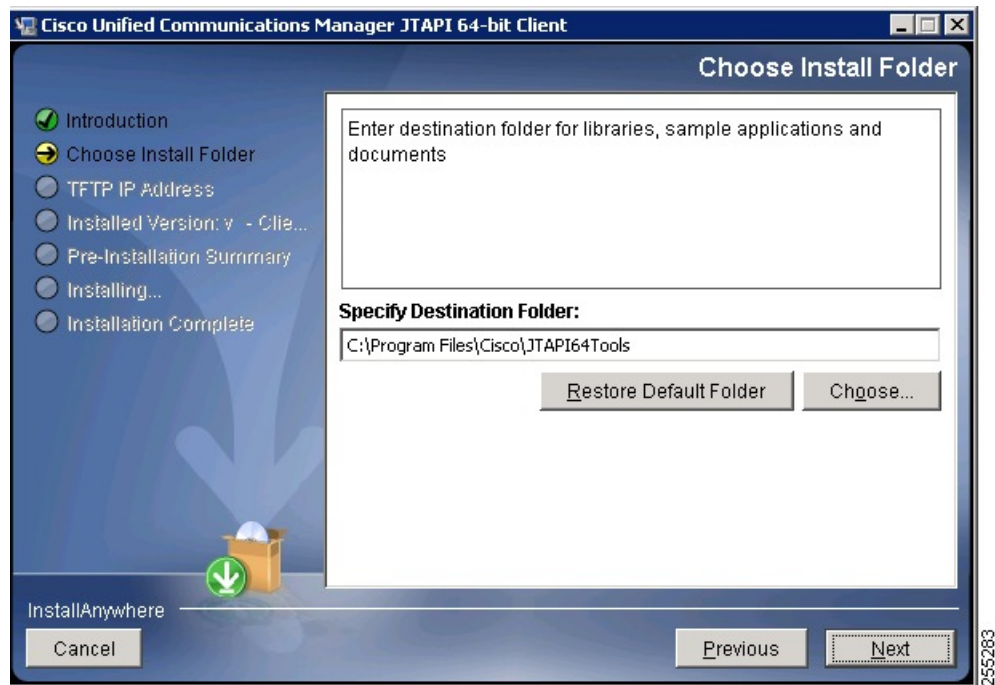 Cisco Unified Communications Manager JTAPI 64-bit Client
Choose Install Folder
Introduction
Choose Install Folder
TFTP IP Address
Installed Version: v - Clie...
Pre-Installation Summary
Installing...
Installation Complete
Enter destination folder for libraries, sample applications and
documents
Specify Destination Folder:
C:\Program Files\Cisco\JTAPI64Tools
Restore Default Folder
Choose...
InstallAnywhere
Cancel
Previous
Next
255283